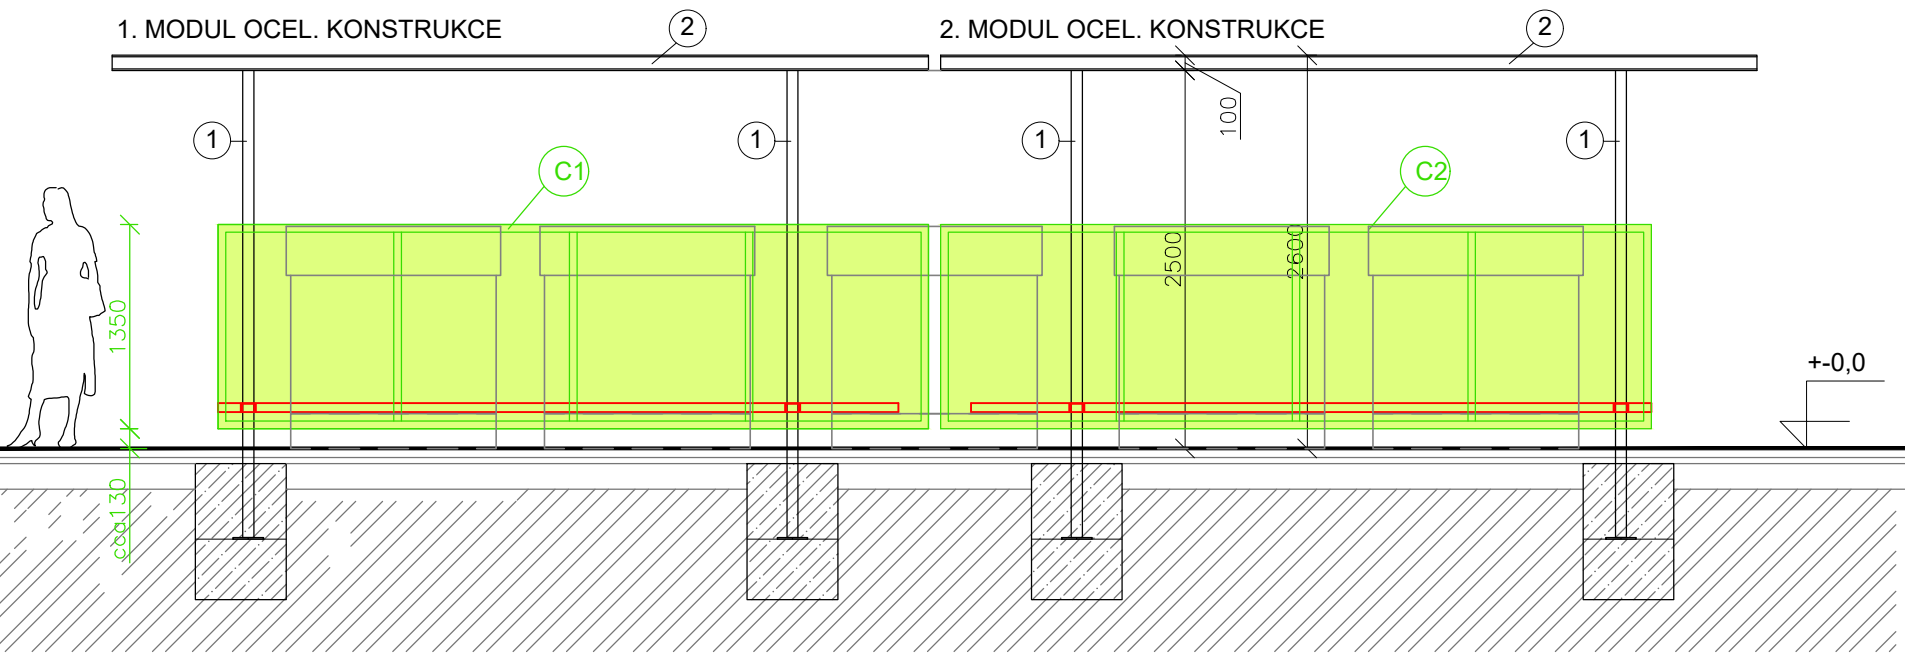 1. MODUL OCEL. KONSTRUKCE
2
2. MODUL OCEL. KONSTRUKCE
2
100
1
1
1
1
C1
C2
2500
2600
1350
+-0,0
cca130